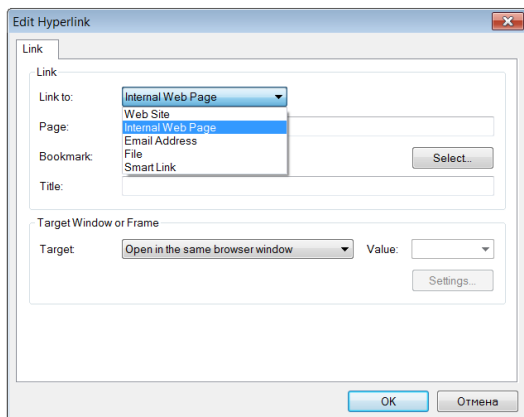 Edit Hyperlink
Link
Link
Link to: Internal Web Page
Web Site
Page: Internal Web Page
Email Address
Bookmark: File Select...
Smart Link
Title:
Target Window or Frame
Target: Open in the same browser window Value:
Settings...
OK Отмена